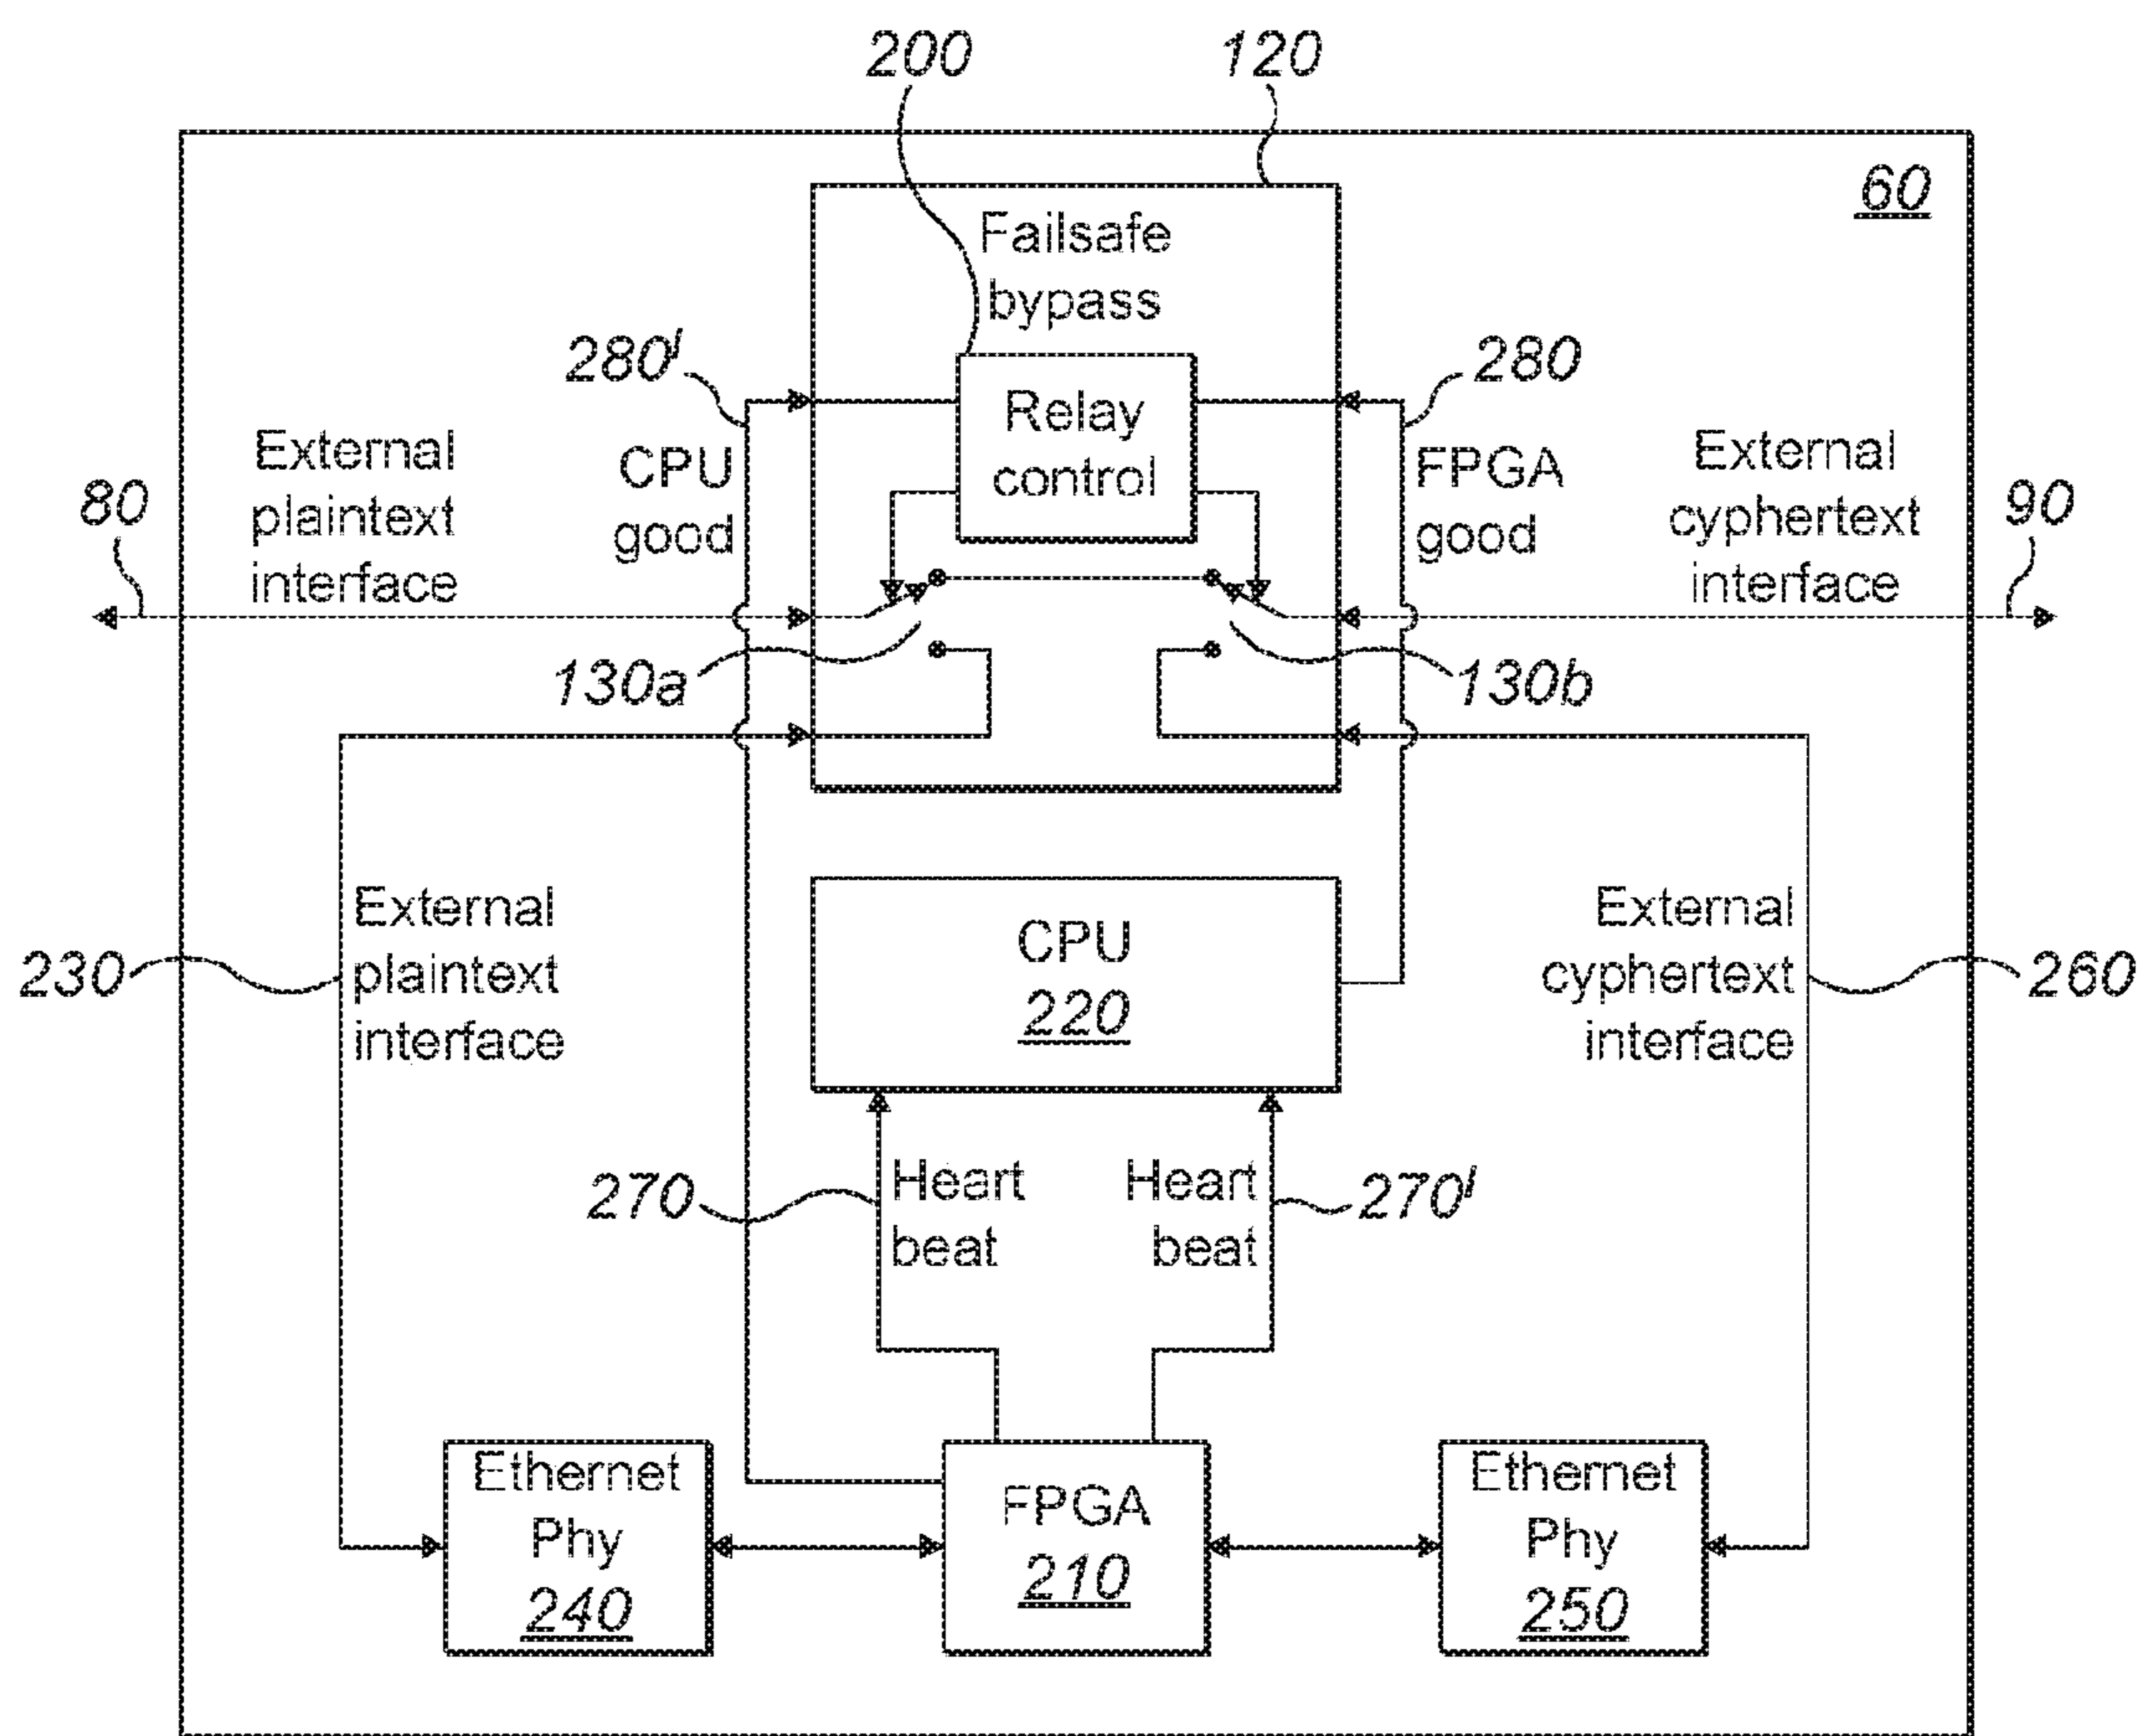 200
120
60
Failsafe
bypass
280'
280
Relay
control
CPU
good
FPGA
good
External
plaintext
interface
External
cyphertext
interface
80
90
130a
130b
External
plaintext
interface
230
CPU
220
External
cyphertext
interface
260
270
Heart
beat
Heart
beat
270'
Ethernet
Phy
240
FPGA
210
Ethernet
Phy
250